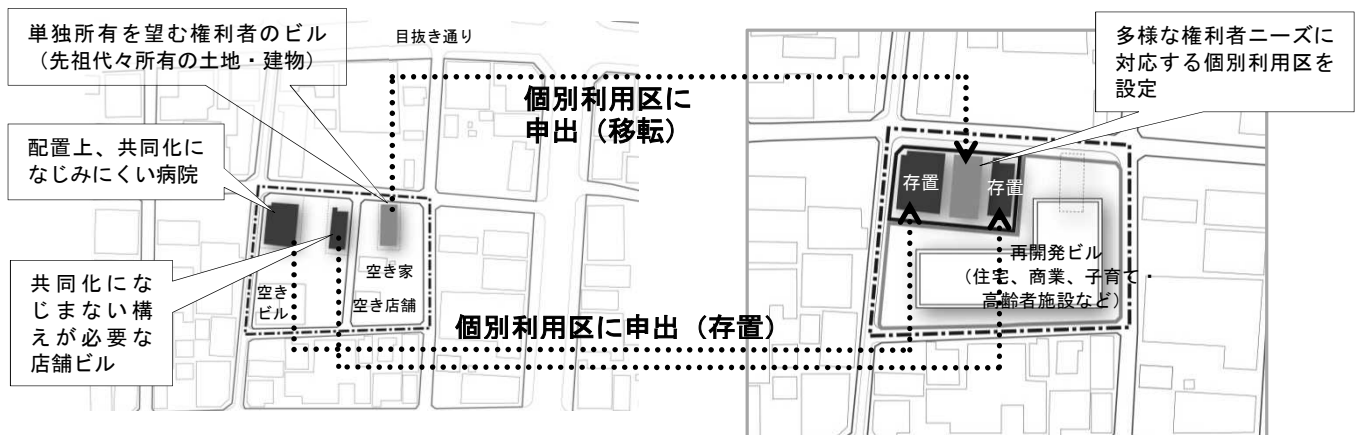 単独所有を望む権利者のビル
（先祖代々所有の土地・建物）
目抜き通り
多様な権利者ニーズに
対応する個別利用区を
設定
個別利用区に
申出（移転）
配置上、共同化に
なじみにくい病院
存置
存置
共同化にな
じまない構
えが必要な
店舗ビル
空き
ビル
空き家
空き店舗
再開発ビル
（住宅、商業、子育て・
高齢者施設など）
個別利用区に申出（存置）